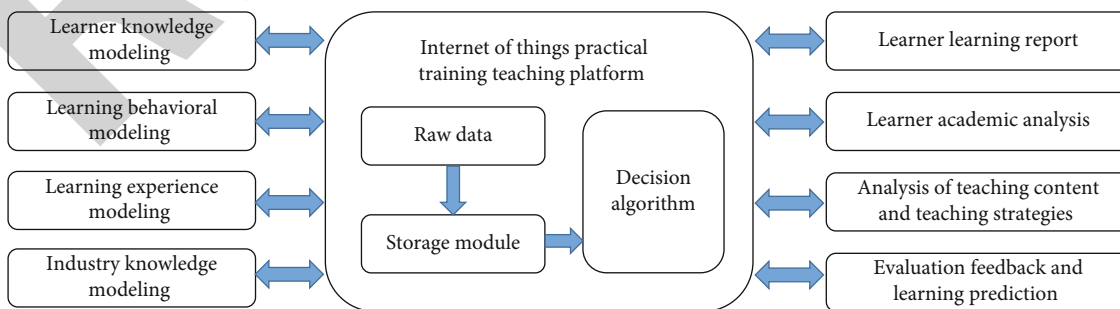 Learner knowledge
modeling
Learning behavioral
modeling
Learning experience
modeling
Industry knowledge
modeling
Internet of things practical
training teaching platform
Raw data
Storage module
Decision
algorithm
Learner learning report
Learner academic analysis
Analysis of teaching content
and teaching strategies
Evaluation feedback and
learning prediction